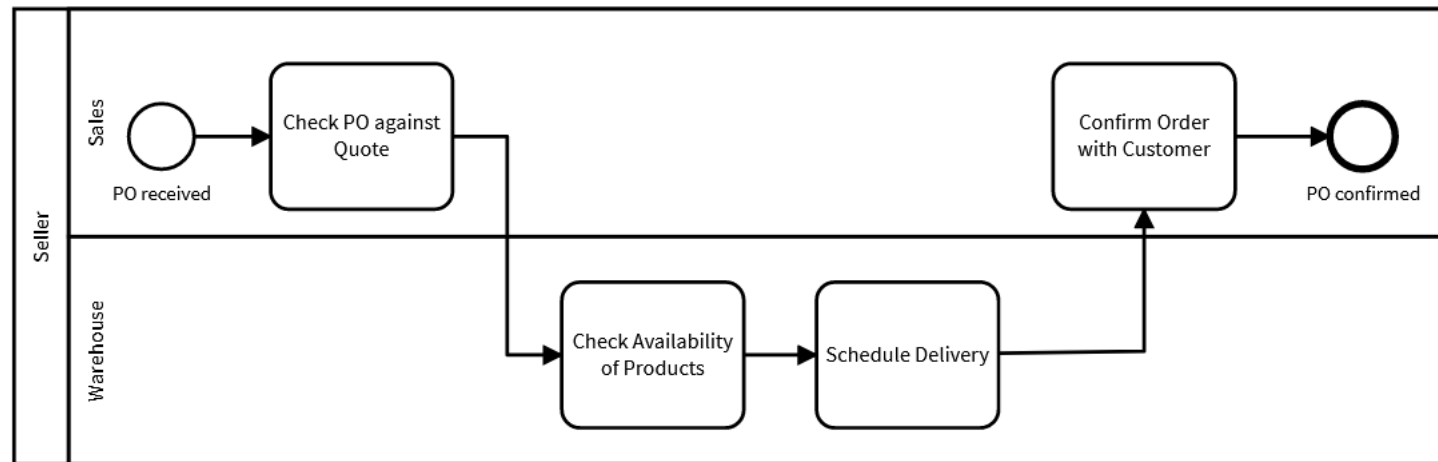 Seller
Sales
PO received
Check PO against
Quote
Confirm Order
with Customer
PO confirmed
Warehouse
Check Availability
of Products
Schedule Delivery